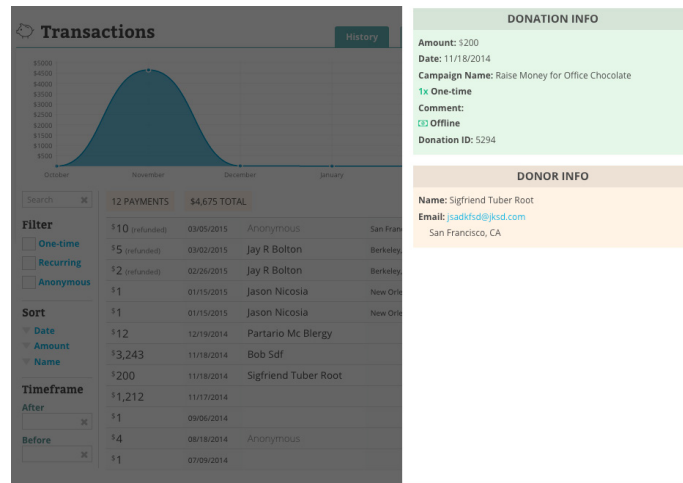 Transactions
History
$5000
$4500
$4000
$3500
$3000
$2500
$2000
$1500
$1000
$500
October November December January
Search
12 PAYMENTS $4,675 TOTAL
Filter
One-time
Recurring
Anonymous
Sort
Date
Amount
Name
Timeframe
After
Before
$10 (refunded) 03/05/2015 Anonymous San Fran
$5 (refunded) 03/02/2015 Jay R Bolton Berkeley,
$2 (refunded) 02/26/2015 Jay R Bolton Berkeley,
$1 01/15/2015 Jason Nicosia New Orle
$1 01/15/2015 Jason Nicosia New Orle
$12 12/19/2014 Partario Mc Blergy
$3,243 11/18/2014 Bob Sdf
$200 11/18/2014 Sigfriend Tuber Root
$1,212 11/17/2014
$1 09/06/2014
$4 08/18/2014 Anonymous
$1 07/09/2014
DONATION INFO
Amount: $200
Date: 11/18/2014
Campaign Name: Raise Money for Office Chocolate
1x One-time
Comment:
Offline
Donation ID: 5294
DONOR INFO
Name: Sigfriend Tuber Root
Email: jsadkfsd@jksd.com
San Francisco, CA